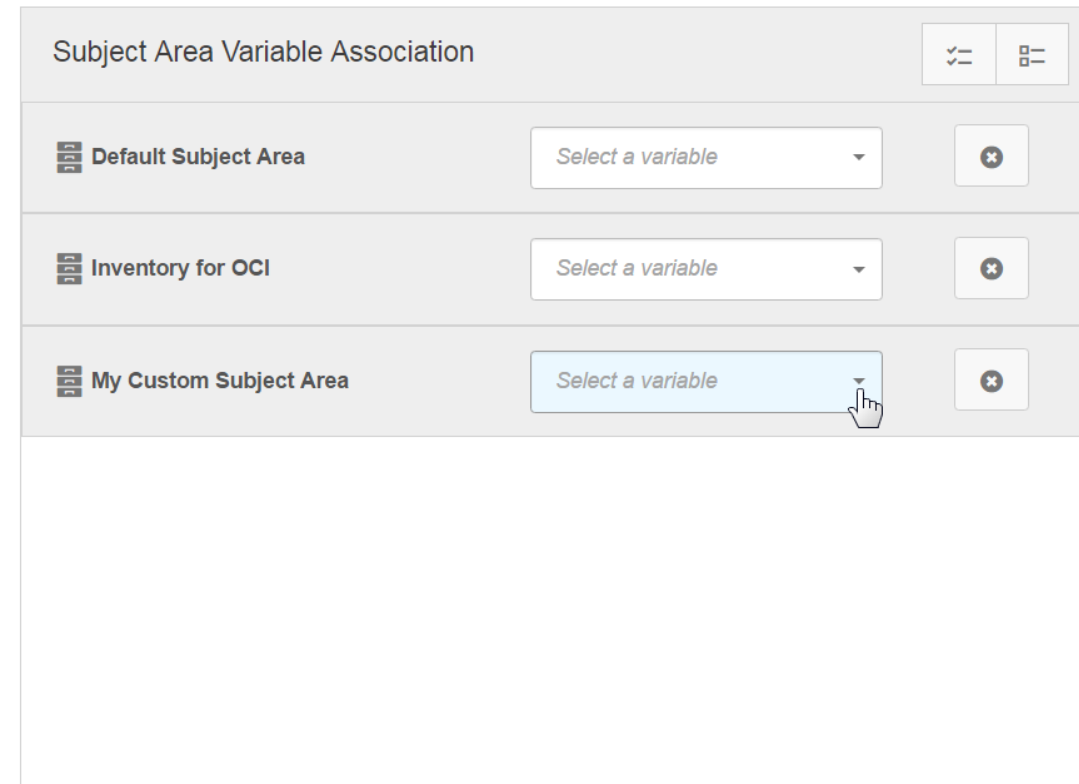 Subject Area Variable Association
Default Subject Area
Select a variable
Inventory for OCI
Select a variable
My Custom Subject Area
Select a variable